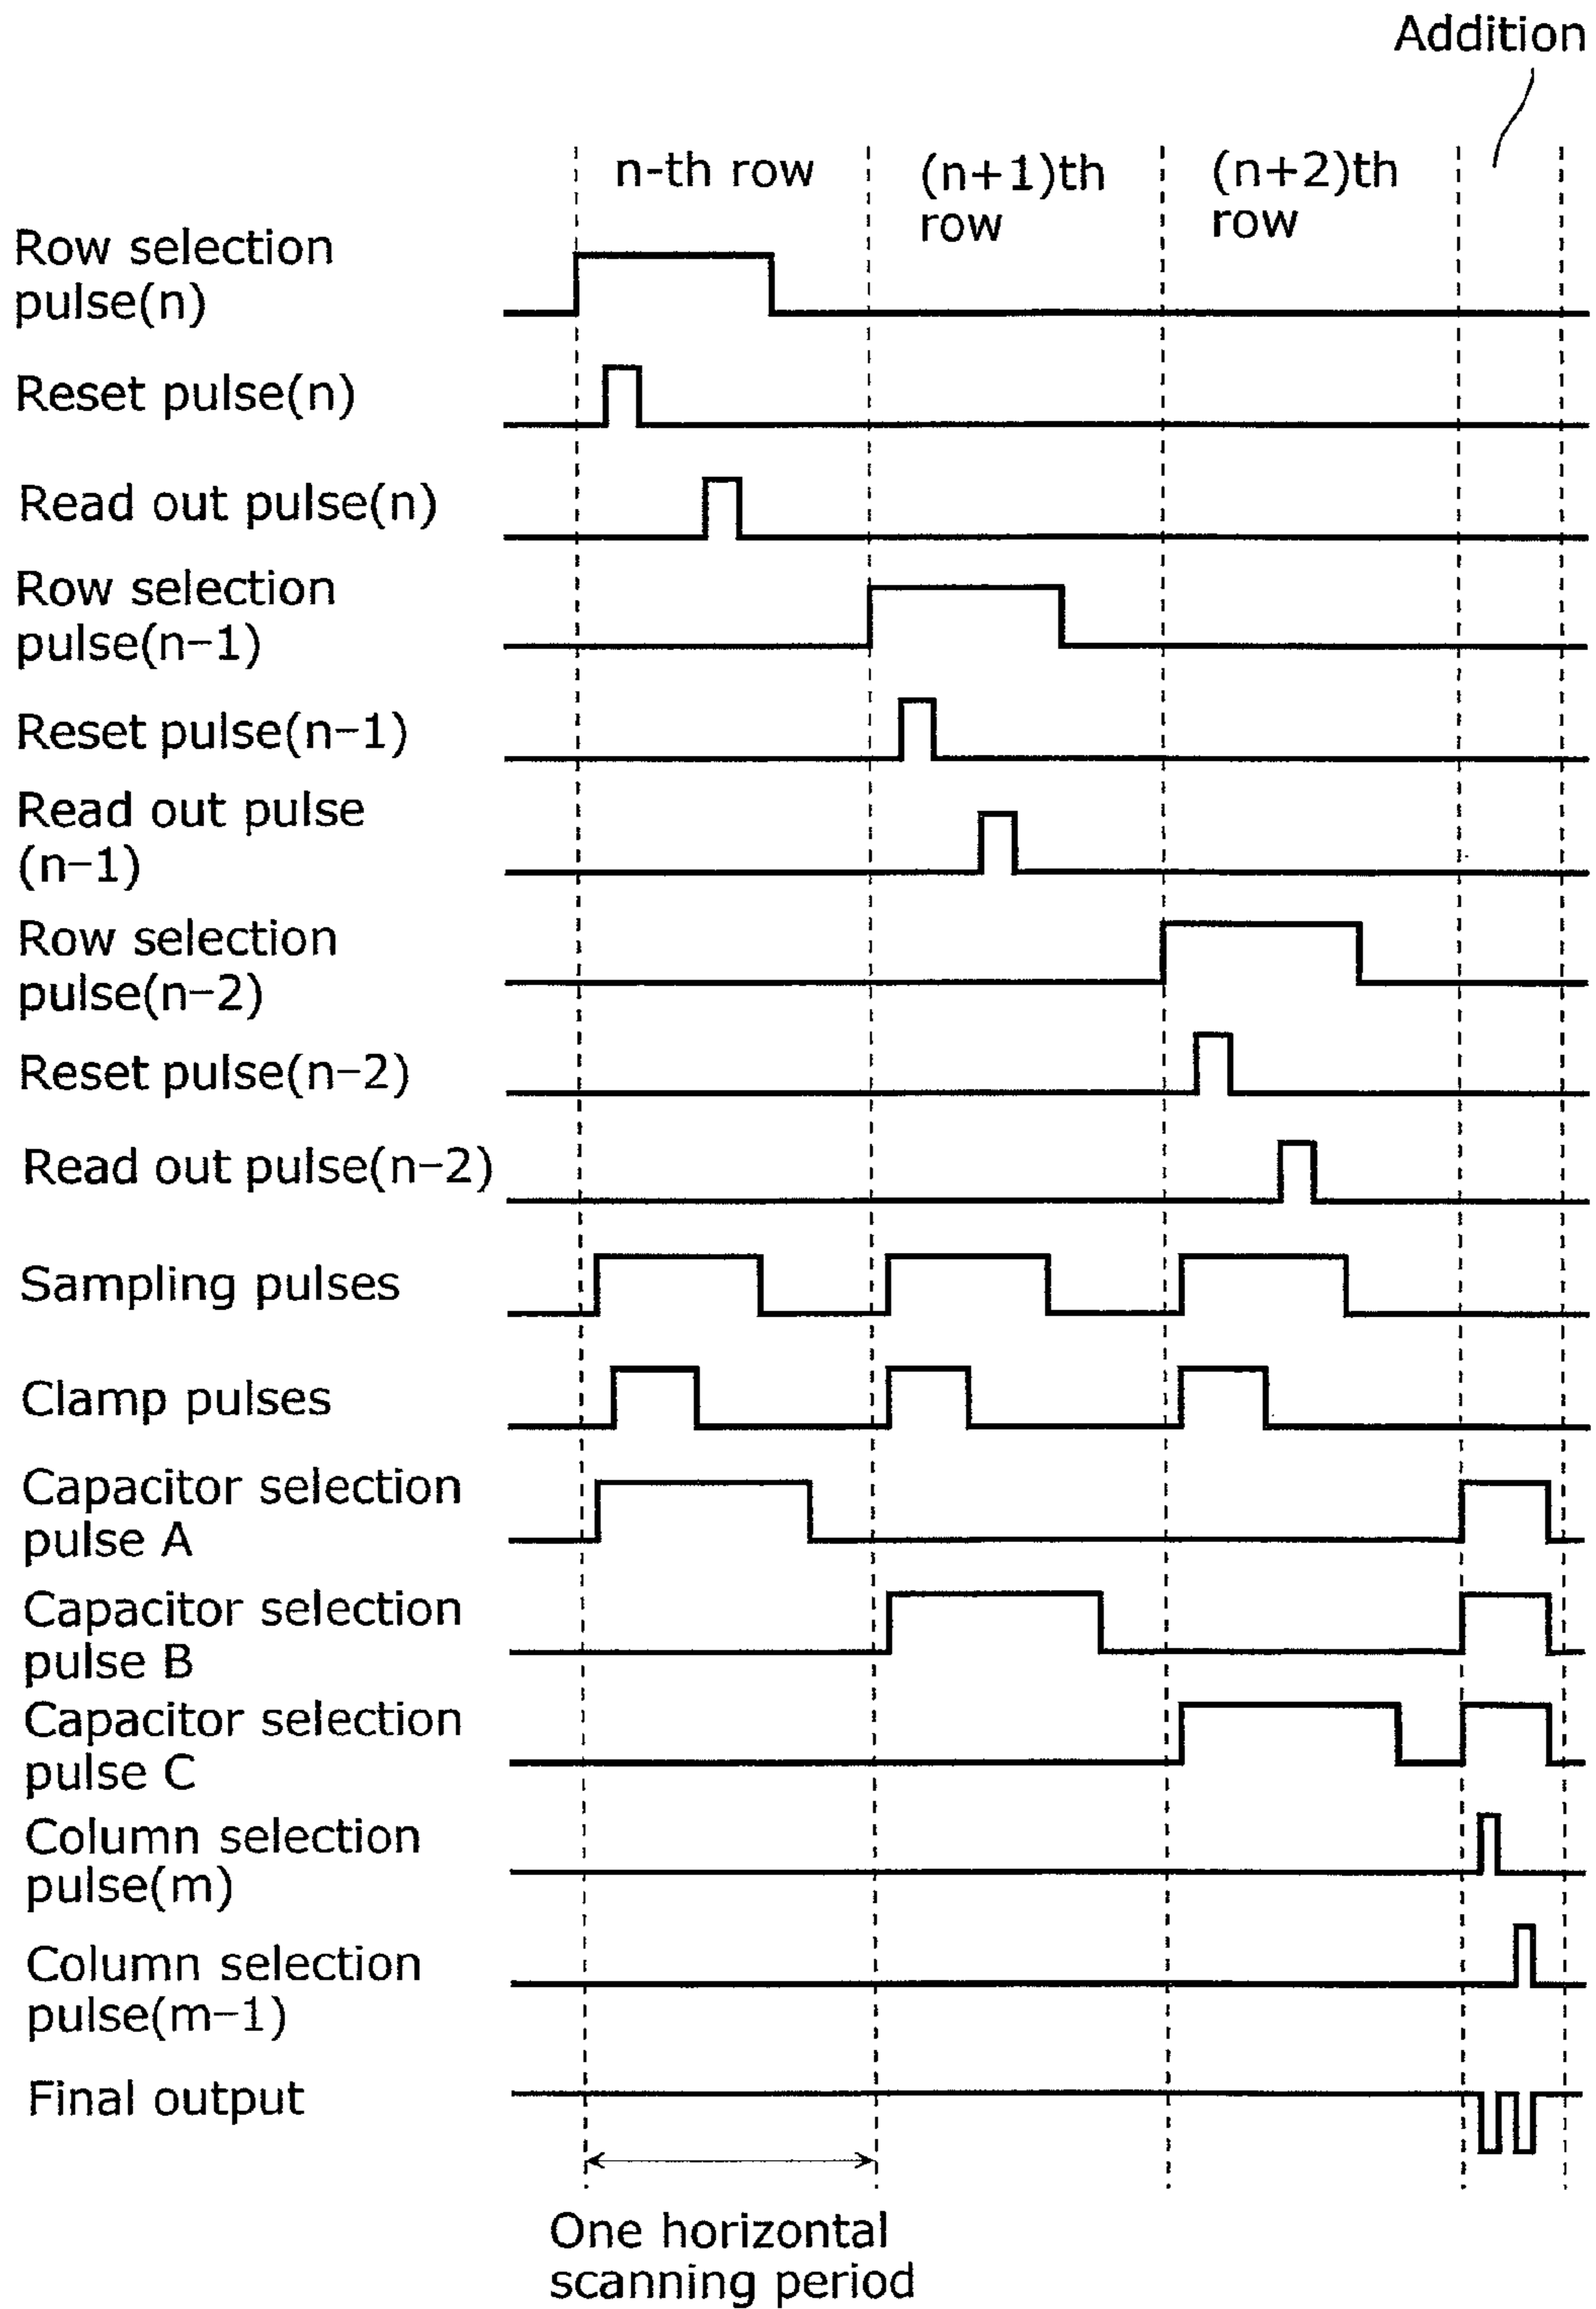 Addition
n-th row
(n+1)th
row
(n+2)th
row
Row selection
pulse(n)
Reset pulse(n)
Read out pulse(n)
Row selection
pulse(n−1)
Reset pulse(n−1)
Read out pulse
(n−1)
Row selection
pulse(n−2)
Reset pulse(n−2)
Read out pulse(n−2)
Sampling pulses
Clamp pulses
Capacitor selection
pulse A
Capacitor selection
pulse B
Capacitor selection
pulse C
Column selection
pulse(m)
Column selection
pulse(m−1)
Final output
One horizontal
scanning period